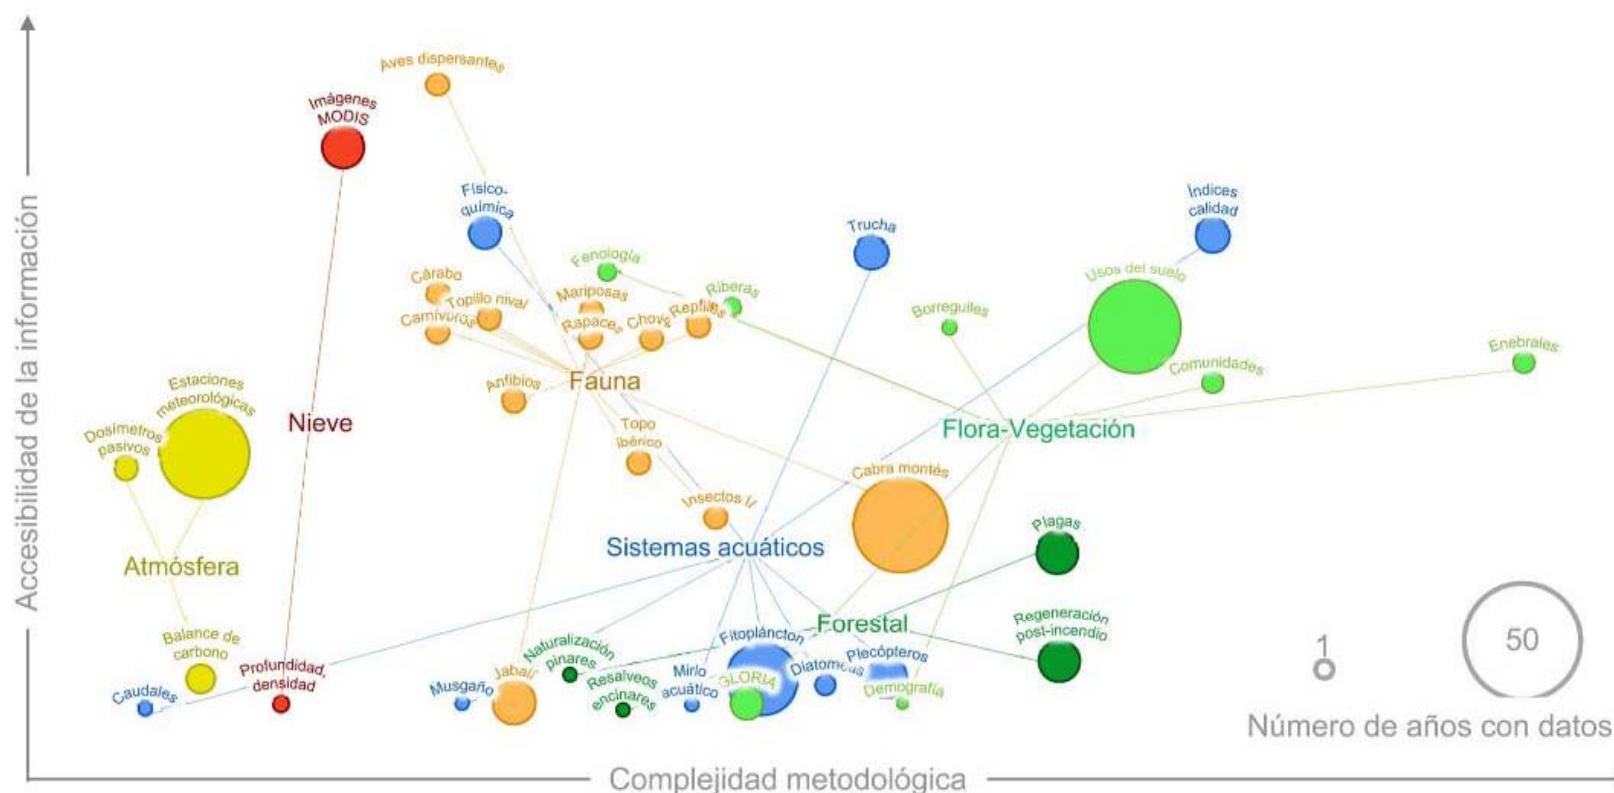 Aves dispersantes
Imágenes
MODIS
Físico-
química
Trucha
Índices
calidad
Fenología
Cárabo
Topillo nival
Carnívoros
Mariposas
Rapaces
Chova
Reptiles
Riberas
Borreguiles
Usos del suelo
Comunidades
Enebrales
Anfibios
Fauna
Estaciones
meteorológicas
Dosímetros
pasivos
Nieve
Topo
ibérico
Flora-Vegetación
Cabra montés
Insectos
Sistemas acuáticos
Plagas
Atmósfera
Forestal
Regeneración
post-incendio
Balance de
carbono
Profundidad,
densidad
Caudales
Musgaño
Jabalí
Naturalización
pinares
Resalveos
encinares
Mirlo
acuático
Fitopláncton
GLORIA
Diatomeas
Plecópteros
Demografía
1
50
Número de años con datos
Accesibilidad de la información
Complejidad metodológica